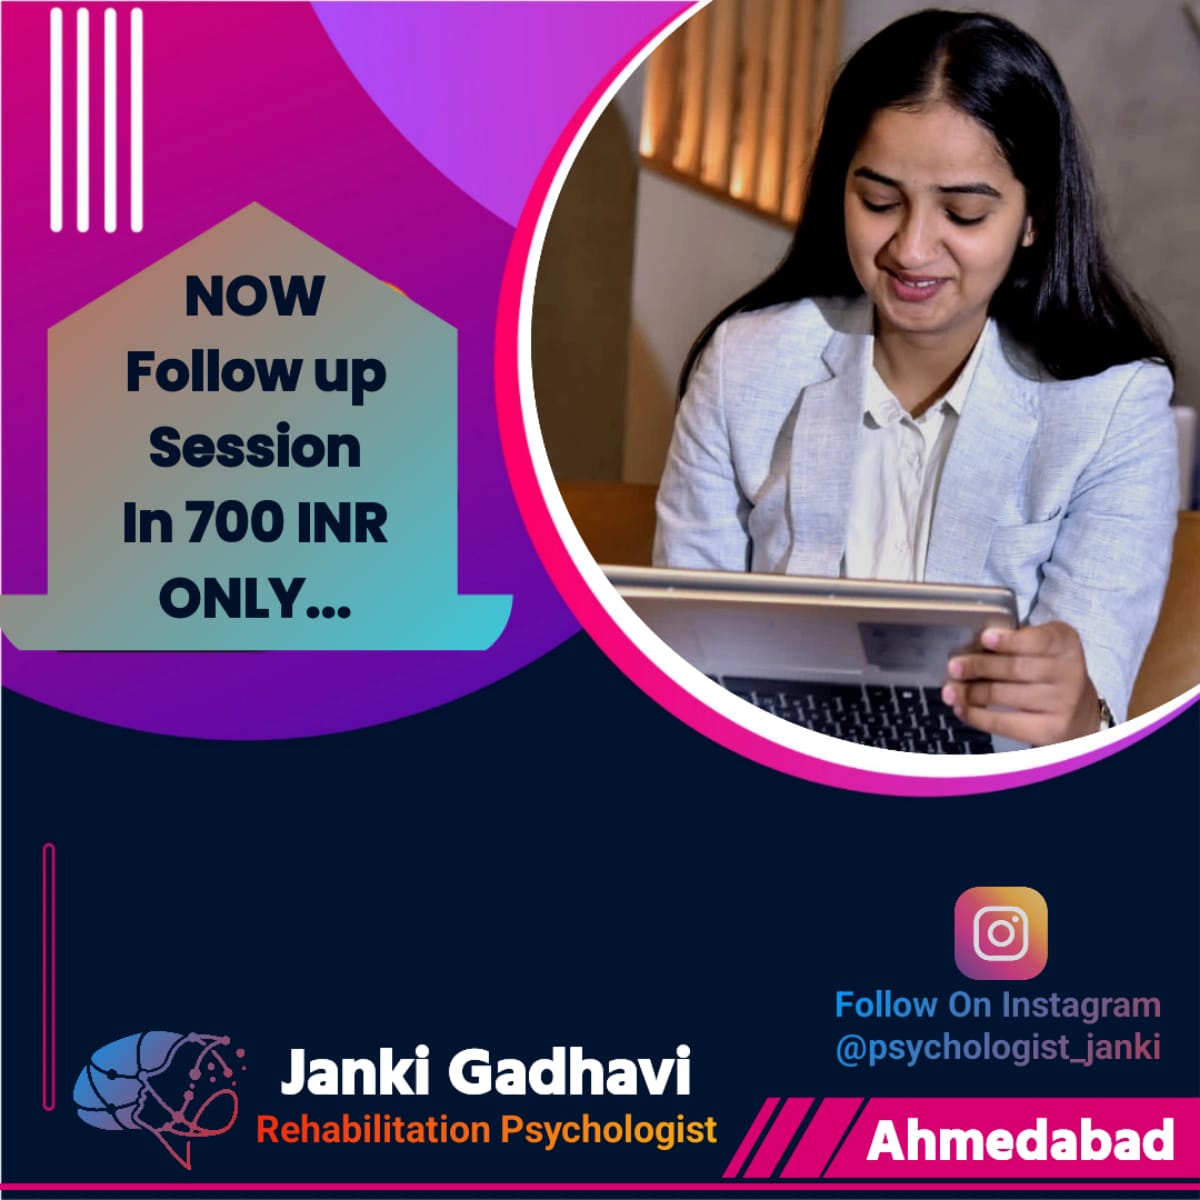 NOW
Follow up
Session
In 700 INR
ONLY...
Follow On Instagram
@psychologist_janki
Janki Gadhavi
Rehabilitation Psychologist
Ahmedabad